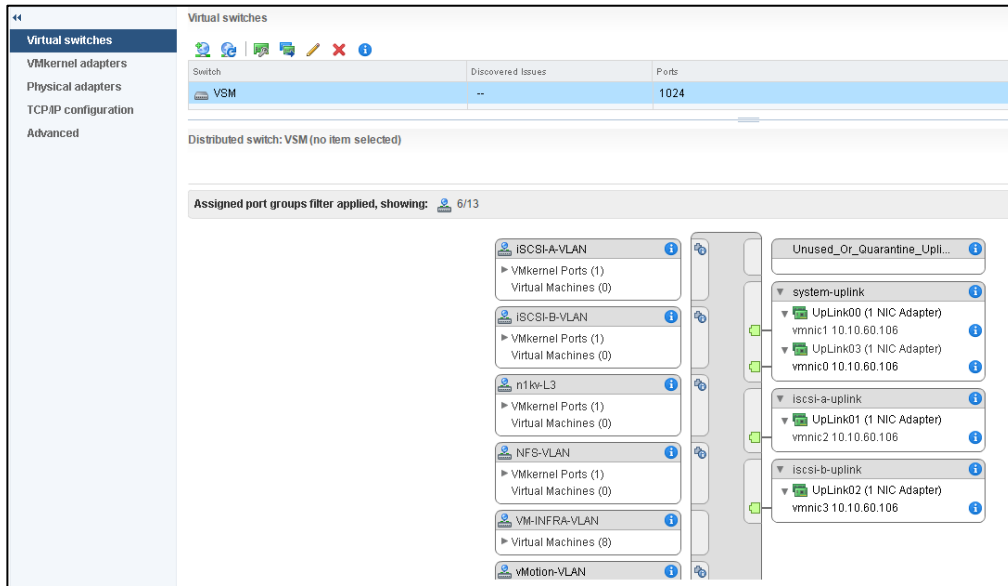 Virtual switches
Virtual switches
VMkernel adapters
Physical adapters
TCP/IP configuration
Advanced
Switch Discovered Issues Ports
VSM -- 1024
Distributed switch: VSM (no item selected)
Assigned port groups filter applied, showing: 6/13
iSCSI-A-VLAN
VMkernel Ports (1)
Virtual Machines (0)
iSCSI-B-VLAN
VMkernel Ports (1)
Virtual Machines (0)
n1kv-L3
VMkernel Ports (1)
Virtual Machines (0)
NFS-VLAN
VMkernel Ports (1)
Virtual Machines (0)
VM-INFRA-VLAN
Virtual Machines (8)
vMotion-VLAN
Unused_Or_Quarantine_Upli...
system-uplink
UpLink00 (1 NIC Adapter)
vmnic1 10.10.60.106
UpLink03 (1 NIC Adapter)
vmnic0 10.10.60.106
iscsi-a-uplink
UpLink01 (1 NIC Adapter)
vmnic2 10.10.60.106
iscsi-b-uplink
UpLink02 (1 NIC Adapter)
vmnic3 10.10.60.106